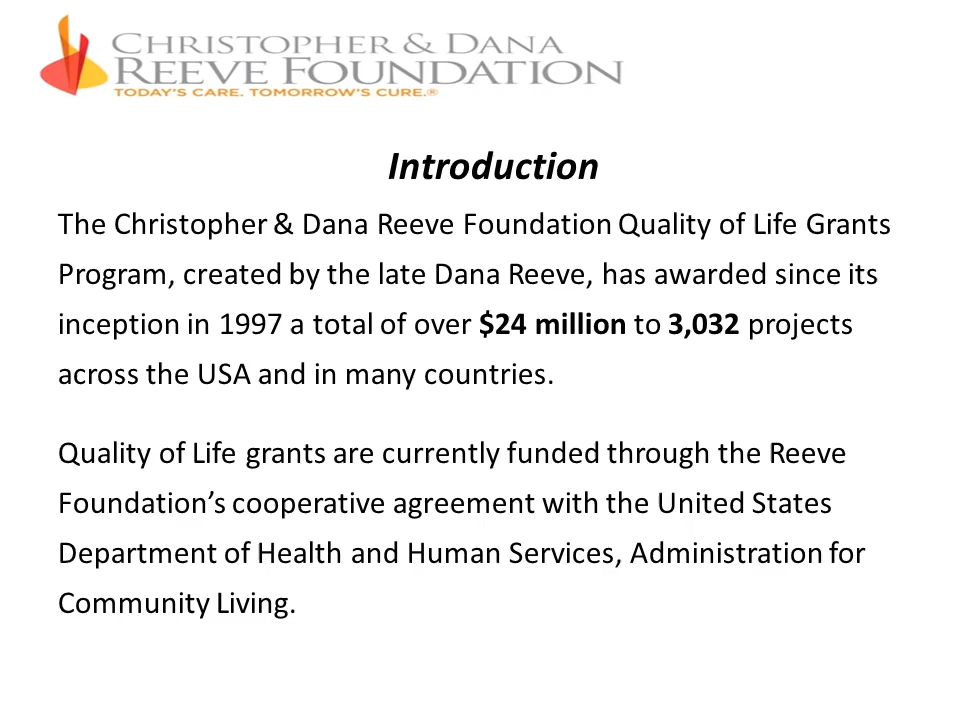 CHRISTOPHER & DANA
REEVE FOUNDATION
TODAY'S CARE. TOMORROW'S CURE.®
Introduction
The Christopher & Dana Reeve Foundation Quality of Life Grants
Program, created by the late Dana Reeve, has awarded since its
inception in 1997 a total of over $24 million to 3,032 projects
across the USA and in many countries.
Quality of Life grants are currently funded through the Reeve
Foundation’s cooperative agreement with the United States
Department of Health and Human Services, Administration for
Community Living.